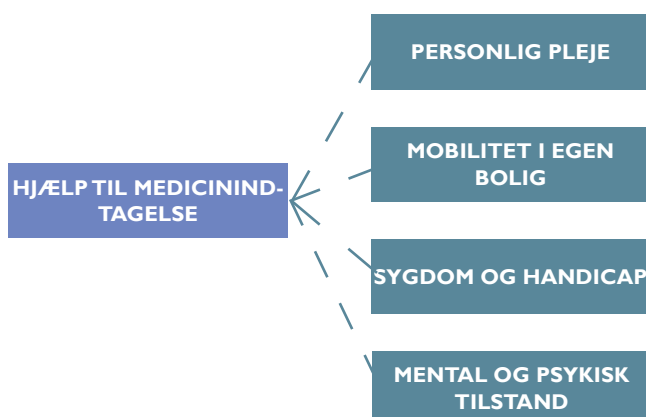 PERSONLIG PLEJE
MOBILITET I EGEN
BOLIG
HJÆLP TIL MEDICININD-
TAGELSE
SYGDOM OG HANDICAP
MENTAL OG PSYKISK
TILSTAND